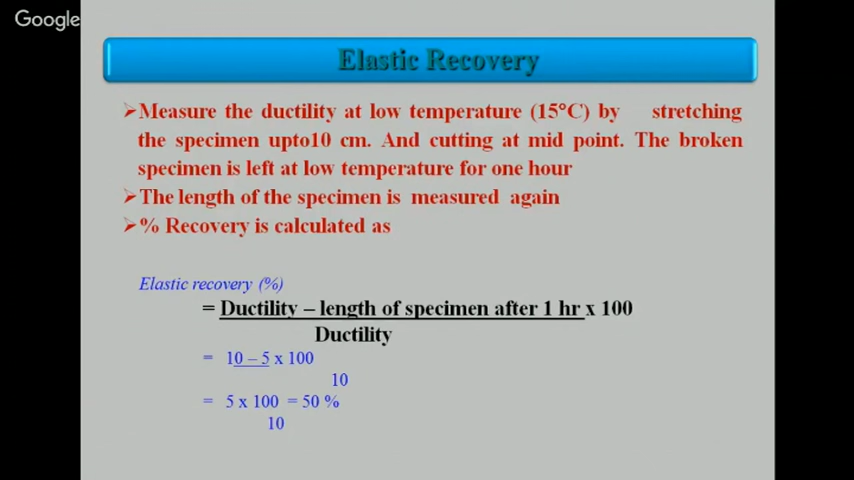 Google
Elastic Recovery
➢Measure the ductility at low temperature (15°C) by stretching
the specimen upto10 cm. And cutting at mid point. The broken
specimen is left at low temperature for one hour
➢The length of the specimen is measured again
➢% Recovery is calculated as
Elastic recovery (%)
= Ductility – length of specimen after 1 hr x 100
Ductility
= 10 – 5 x 100
10
= 5 x 100 = 50 %
10